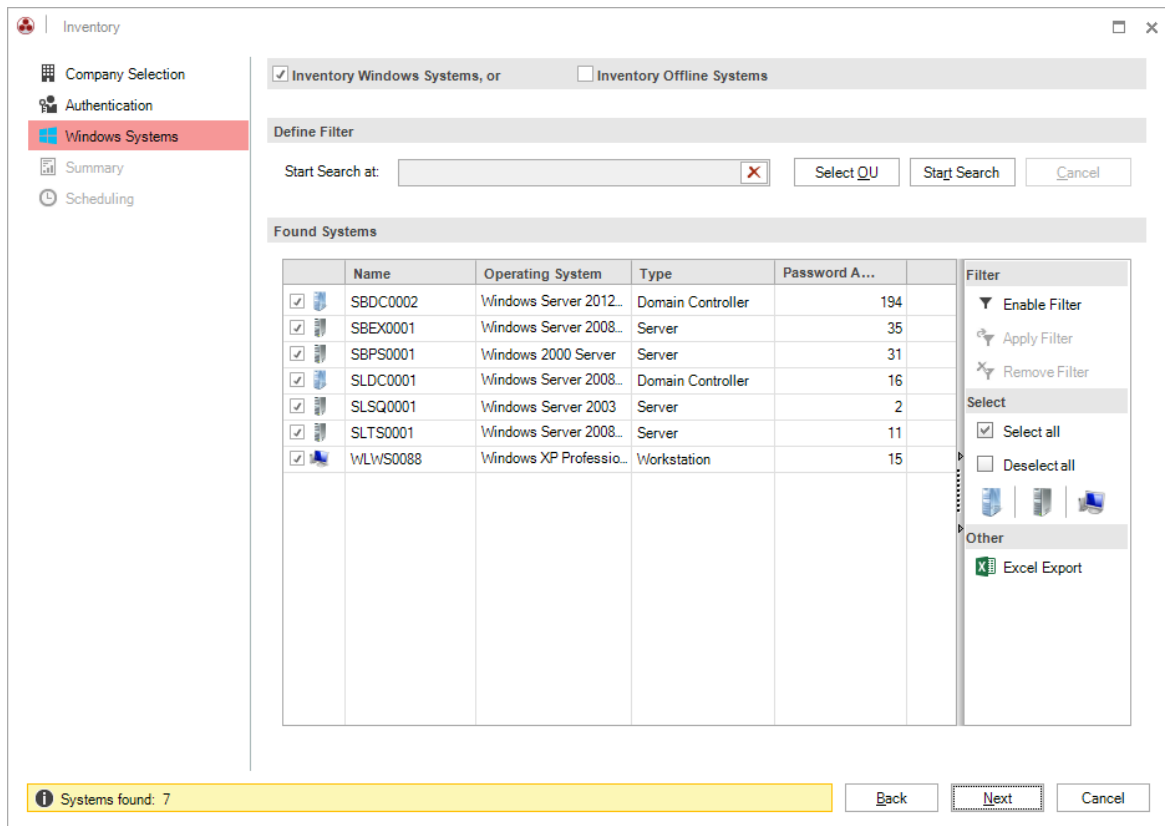 Inventory
Company Selection
Authentication
Windows Systems
Summary
Scheduling
Inventory Windows Systems, or Inventory Offline Systems
Define Filter
Start Search at: Select OU Start Search Cancel
Found Systems
Name Operating System Type Password A...
SBDC0002 Windows Server 2012... Domain Controller 194
SBEX0001 Windows Server 2008... Server 35
SBPS0001 Windows 2000 Server Server 31
SLDC0001 Windows Server 2008... Domain Controller 16
SLSQ0001 Windows Server 2003 Server 2
SLTS0001 Windows Server 2008... Server 11
WLWS0088 Windows XP Professio... Workstation 15
Filter
Enable Filter
Apply Filter
Remove Filter
Select
Select all
Deselect all
Other
Excel Export
Systems found: 7
Back Next Cancel